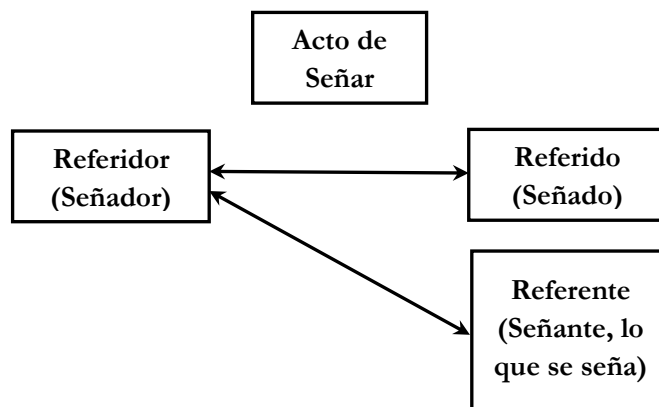 Acto de
Señar
Referidor
(Señador)
Referido
(Señado)
Referente
(Señante, lo
que se seña)